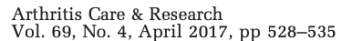 Arthritis Care & Research
Vol. 69, No. 4, April 2017, pp 528–535